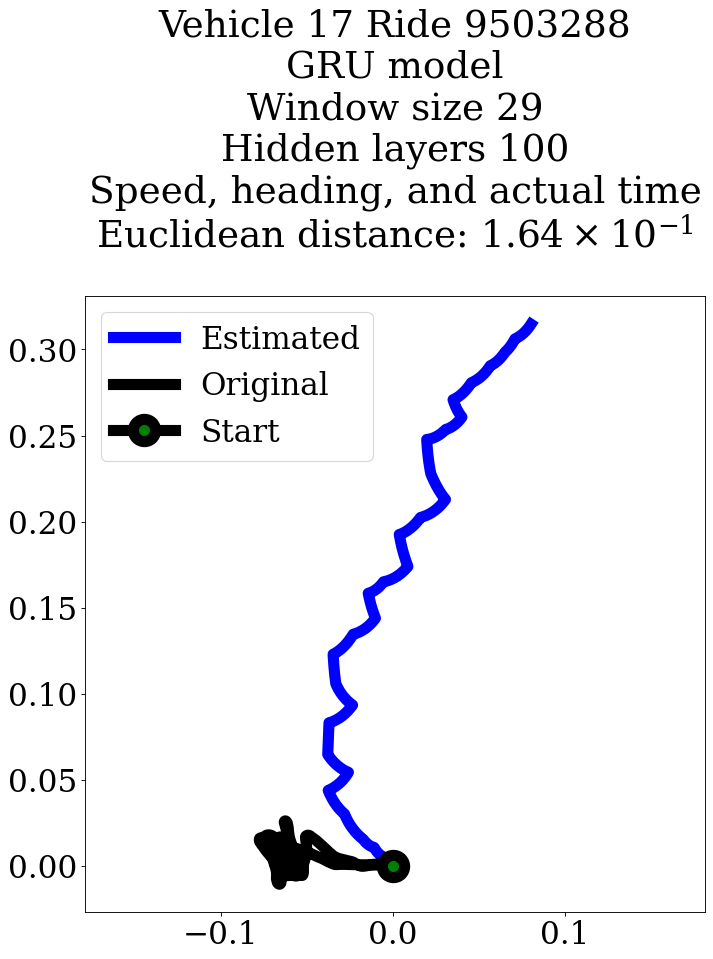 Vehicle 17 Ride 9503288
GRU model
Window size 29
Hidden layers 100
Speed, heading, and actual time
Euclidean distance: 1.64 × 10⁻¹
Estimated
Original
Start
0.30
0.25
0.20
0.15
0.10
0.05
0.00
−0.1 0.0 0.1